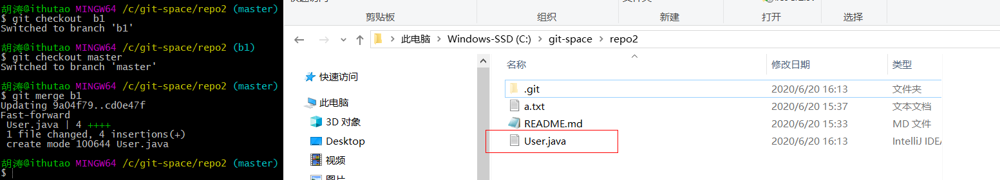 胡涛@ithutao MINGW64 /c/git-space/repo2 (master)
$ git checkout  b1
Switched to branch 'b1'
胡涛@ithutao MINGW64 /c/git-space/repo2 (b1)
$ git checkout master
Switched to branch 'master'
胡涛@ithutao MINGW64 /c/git-space/repo2 (master)
$ git merge b1
Updating 9a04f79..cd0e47f
Fast-forward
 User.java | 4 ++++
 1 file changed, 4 insertions(+)
 create mode 100644 User.java
胡涛@ithutao MINGW64 /c/git-space/repo2 (master)
$
剪贴板 组织 新建 打开 选择
此电脑 Windows-SSD (C:) git-space repo2
快速访问
此电脑
3D 对象
Desktop
视频
名称 修改日期 类型
.git 2020/6/20 16:13 文件夹
a.txt 2020/6/20 15:37 文本文档
README.md 2020/6/20 15:33 MD 文件
User.java 2020/6/20 16:13 IntelliJ IDEA